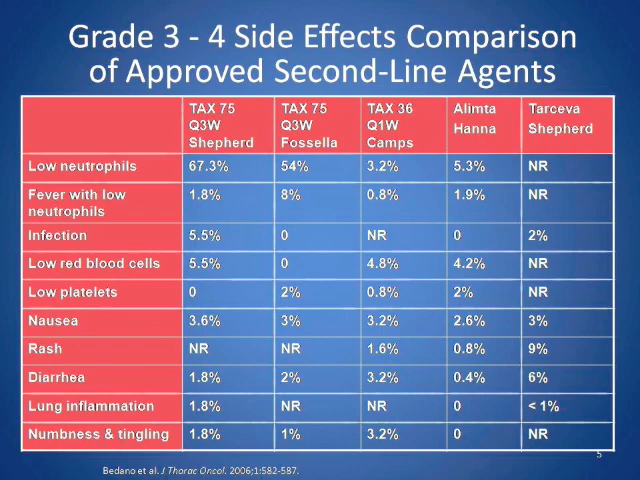 Grade 3 - 4 Side Effects Comparison
of Approved Second-Line Agents
TAX 75 Q3W Shepherd TAX 75 Q3W Fossella TAX 36 Q1W Camps Alimta Hanna Tarceva Shepherd
Low neutrophils 67.3% 54% 3.2% 5.3% NR
Fever with low neutrophils 1.8% 8% 0.8% 1.9% NR
Infection 5.5% 0 NR 0 2%
Low red blood cells 5.5% 0 4.8% 4.2% NR
Low platelets 0 2% 0.8% 2% NR
Nausea 3.6% 3% 3.2% 2.6% 3%
Rash NR NR 1.6% 0.8% 9%
Diarrhea 1.8% 2% 3.2% 0.4% 6%
Lung inflammation 1.8% NR NR 0 < 1%
Numbness & tingling 1.8% 1% 3.2% 0 NR
5
Bedano et al. J Thorac Oncol. 2006;1:582-587.